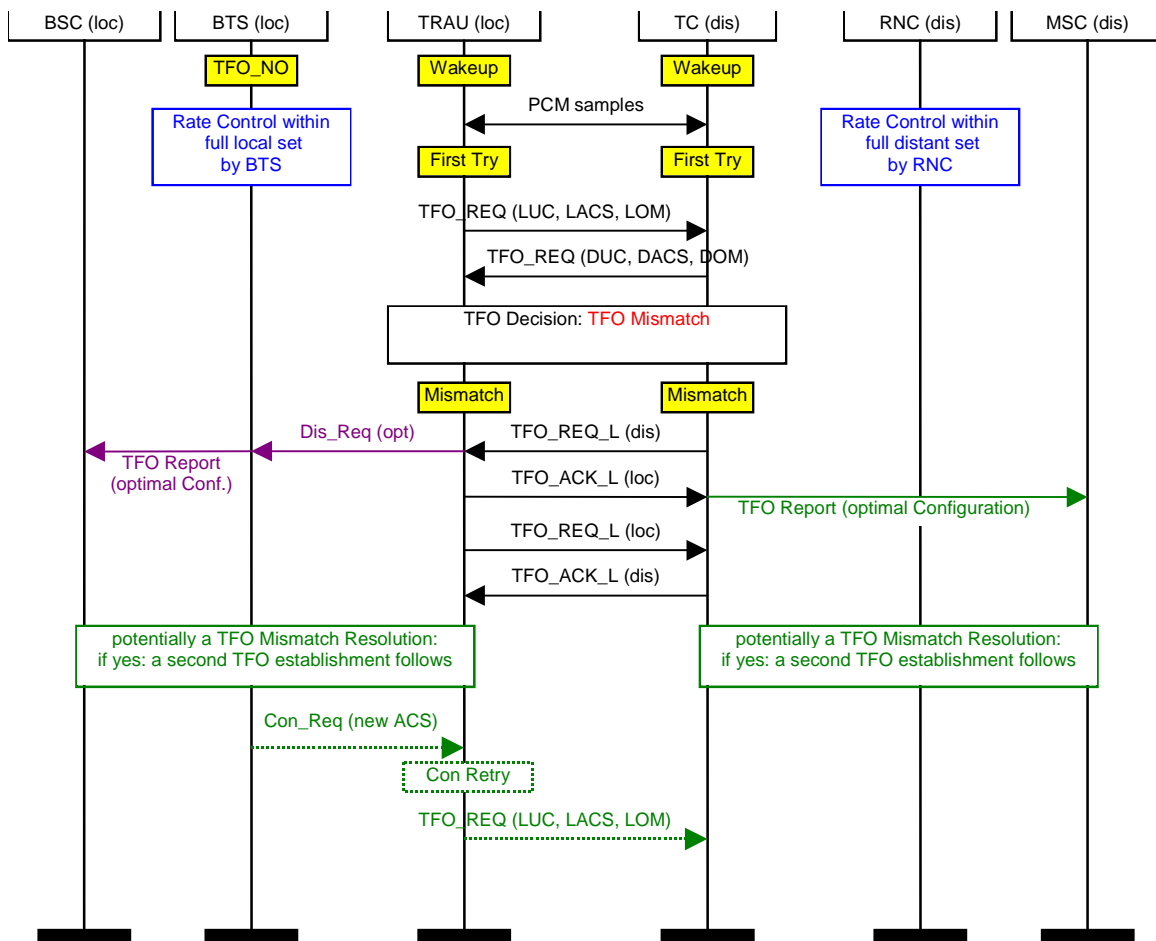 BSC (loc)
BTS (loc)
TRAU (loc)
TC (dis)
RNC (dis)
MSC (dis)
TFO_NO
Wakeup
Wakeup
PCM samples
Rate Control within
full local set
by BTS
Rate Control within
full distant set
by RNC
First Try
First Try
TFO_REQ (LUC, LACS, LOM)
TFO_REQ (DUC, DACS, DOM)
TFO Decision: TFO Mismatch
Mismatch
Mismatch
Dis_Req (opt)
TFO_REQ_L (dis)
TFO Report
(optimal Conf.)
TFO_ACK_L (loc)
TFO Report (optimal Configuration)
TFO_REQ_L (loc)
TFO_ACK_L (dis)
potentially a TFO Mismatch Resolution:
if yes: a second TFO establishment follows
potentially a TFO Mismatch Resolution:
if yes: a second TFO establishment follows
Con_Req (new ACS)
Con Retry
TFO_REQ (LUC, LACS, LOM)